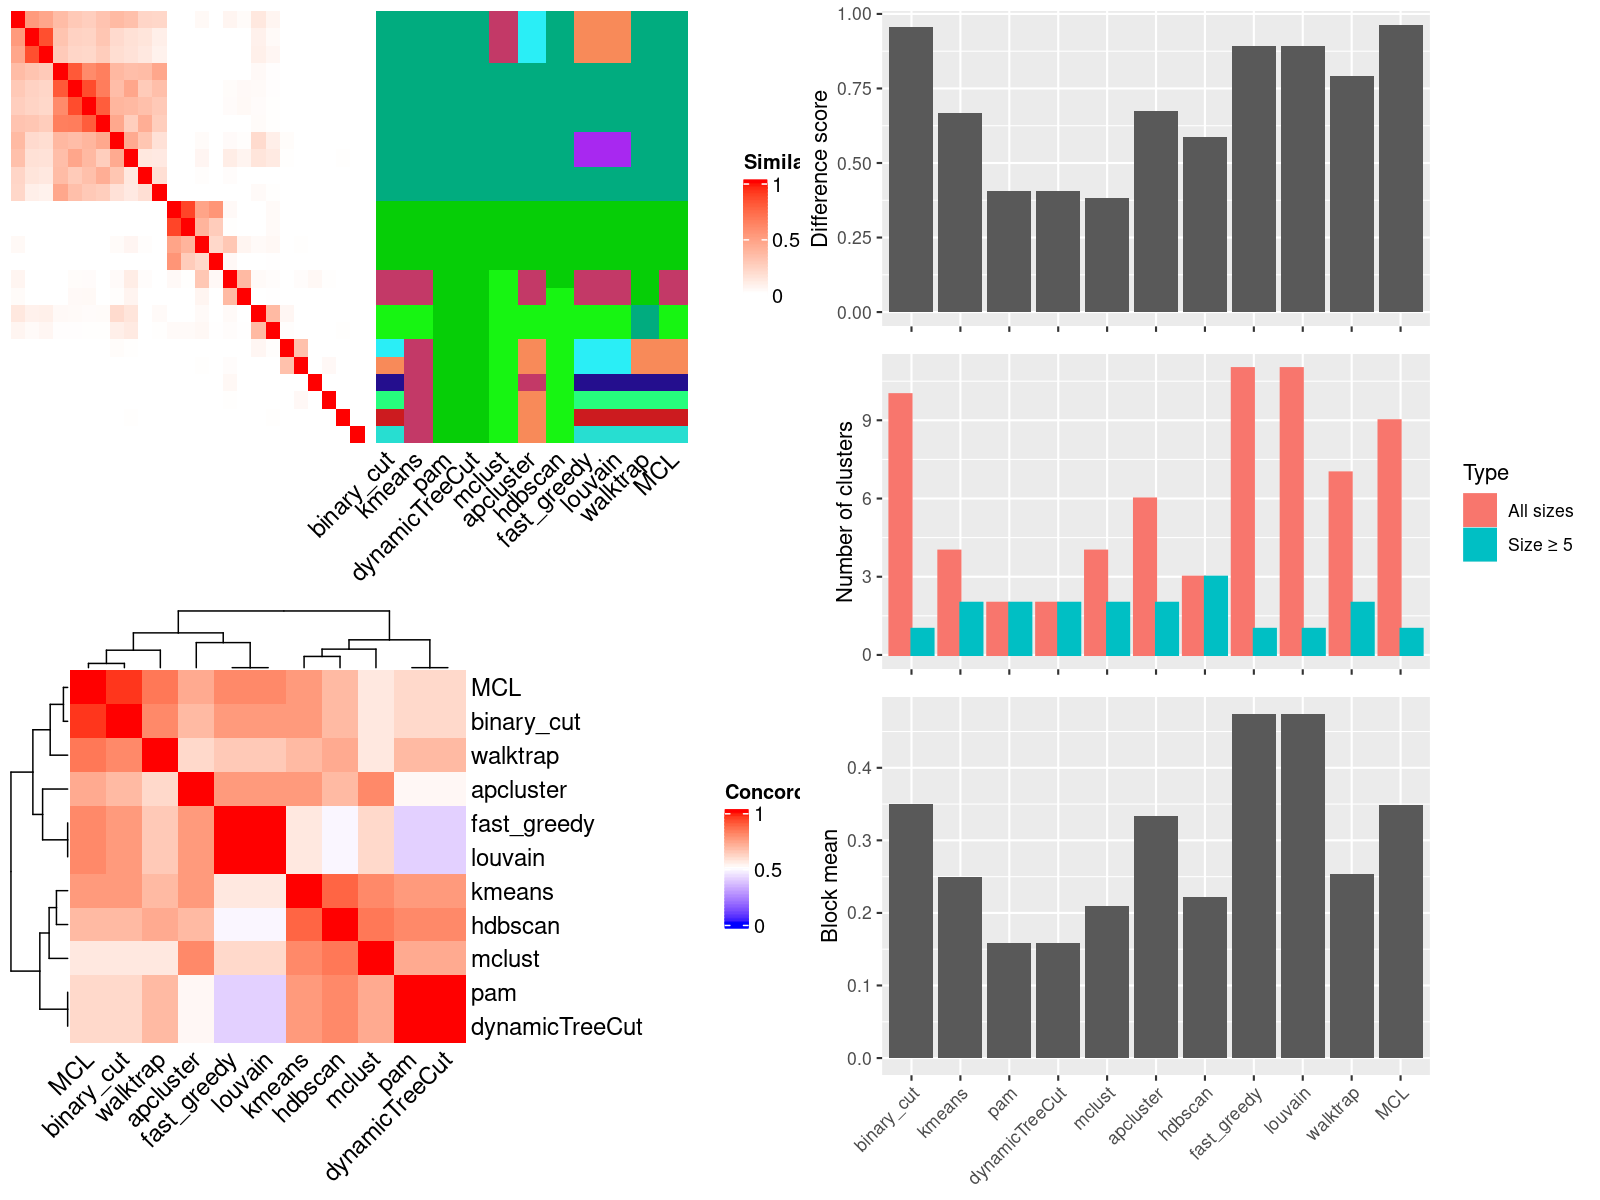 Simila
1
0.5
0
binary_cut
kmeans
pam
dynamicTreeCut
mclust
apcluster
hdbscan
fast_greedy
louvain
walktrap
MCL
Difference score
1.00
0.75
0.50
0.25
0.00
Number of clusters
9
6
3
0
Type
All sizes
Size ≥ 5
MCL
binary_cut
walktrap
apcluster
fast_greedy
louvain
kmeans
hdbscan
mclust
pam
dynamicTreeCut
Concord
1
0.5
0
MCL
binary_cut
walktrap
apcluster
fast_greedy
louvain
kmeans
hdbscan
mclust
pam
dynamicTreeCut
Block mean
0.4
0.3
0.2
0.1
0.0
binary_cut
kmeans
pam
dynamicTreeCut
mclust
apcluster
hdbscan
fast_greedy
louvain
walktrap
MCL